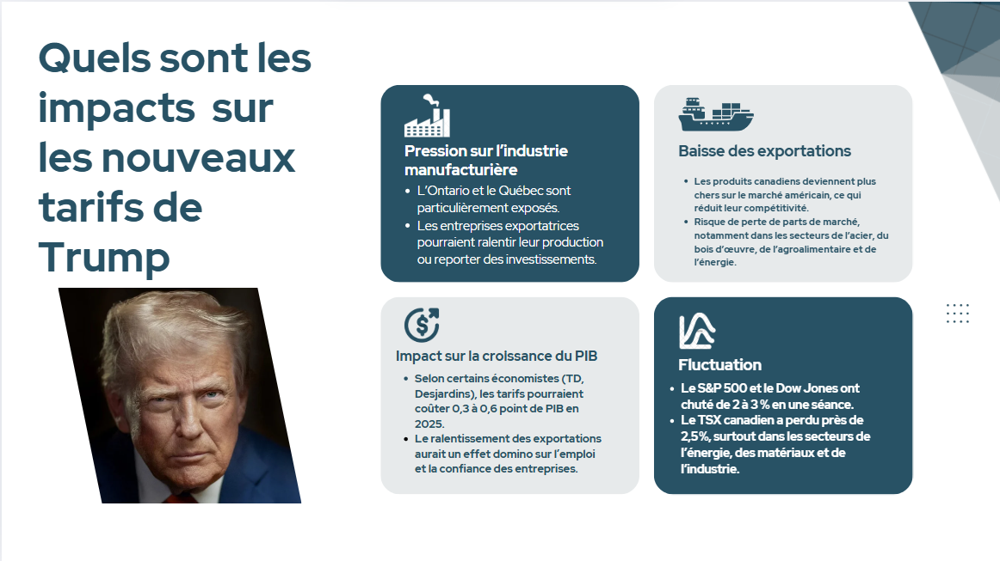 Quels sont les
impacts sur
les nouveaux
tarifs de
Trump
Pression sur l'industrie
manufacturière
• L'Ontario et le Québec sont
particulièrement exposés.
• Les entreprises exportatrices
pourraient ralentir leur production
ou reporter des investissements.
Baisse des exportations
• Les produits canadiens deviennent plus
chers sur le marché américain, ce qui
réduit leur compétitivité.
• Risque de perte de parts de marché,
notamment dans les secteurs de l'acier, du
bois d'œuvre, de l'agroalimentaire et de
l'énergie.
Impact sur la croissance du PIB
• Selon certains économistes (TD,
Desjardins), les tarifs pourraient
coûter 0,3 à 0,6 point de PIB en
2025.
• Le ralentissement des exportations
aurait un effet domino sur l'emploi
et la confiance des entreprises.
Fluctuation
• Le S&P 500 et le Dow Jones ont
chuté de 2 à 3 % en une séance.
• Le TSX canadien a perdu près de
2,5%, surtout dans les secteurs de
l'énergie, des matériaux et de
l'industrie.